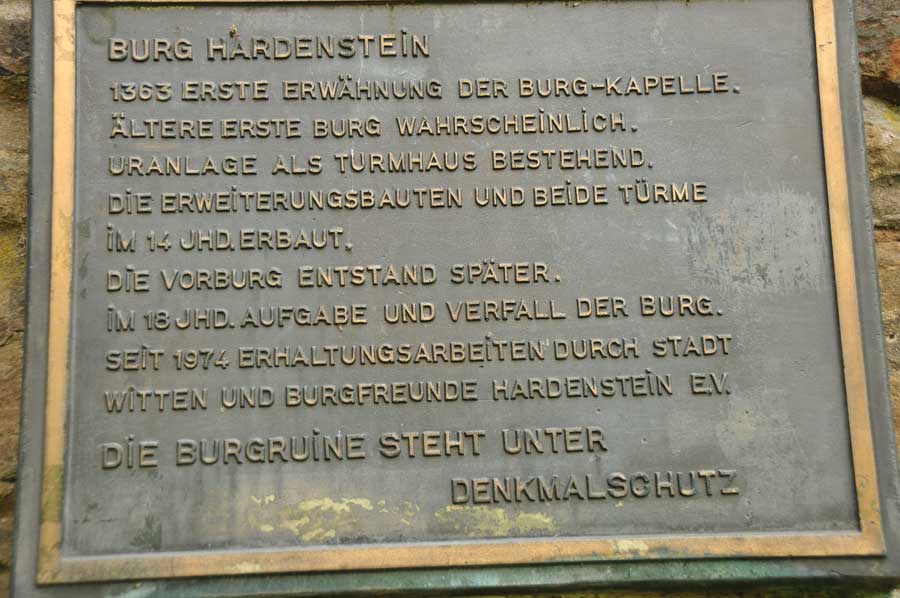 BURG HARDENSTEiN
1363 ERSTE ERWÄHNUNG DER BURG-KAPELLE.
ÄLTERE ERSTE BURG WAHRSCHEiNLiCH.
URANLAGE ALS TURMHAUS BESTEHEND.
DiE ERWEiTERUNGSBAUTEN UND BEiDE TÜRME
iM 14 JHD. ERBAUT.
DiE VORBURG ENTSTAND SPÄTER.
iM 18 JHD. AUFGABE UND VERFALL DER BURG.
SEiT 1974 ERHALTUNGSARBEiTEN DURCH STADT
WiTTEN UND BURGFREUNDE HARDENSTEiN E.V.
DiE BURGRUiNE STEHT UNTER
DENKMALSCHUTZ